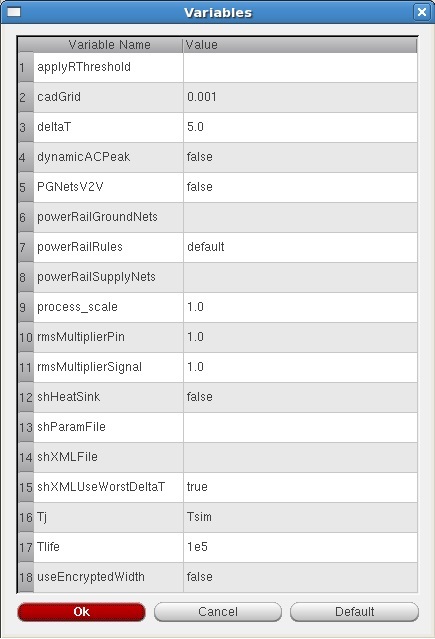 Variables
Variable Name Value
1 applyRThreshold
2 cadGrid 0.001
3 deltaT 5.0
4 dynamicACPeak false
5 PGNetsV2V false
6 powerRailGroundNets
7 powerRailRules default
8 powerRailSupplyNets
9 process_scale 1.0
10 rmsMultiplierPin 1.0
11 rmsMultiplierSignal 1.0
12 shHeatSink false
13 shParamFile
14 shXMLFile
15 shXMLUseWorstDeltaT true
16 Tj Tsim
17 Tlife 1e5
18 useEncryptedWidth false
Ok Cancel Default